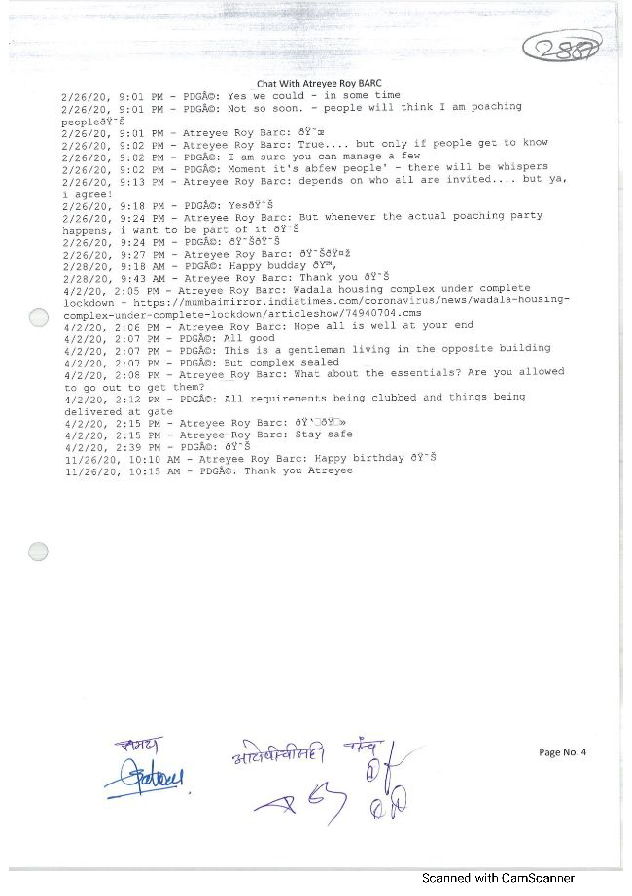 287
Chat With Atreyee Roy BARC
2/26/20, 9:01 PM - PDGÂ©: Yes we could - in some time
2/26/20, 9:01 PM - PDGÂ©: Not so soon. - people will think I am poaching
peopleðŸ˜Š
2/26/20, 9:01 PM - Atreyee Roy Barc: ðŸ˜œ
2/26/20, 9:02 PM - Atreyee Roy Barc: True.... but only if people get to know
2/26/20, 9:02 PM - PDGÂ©: I am sure you can manage a few
2/26/20, 9:02 PM - PDGÂ©: Moment it's abfew people' - there will be whispers
2/26/20, 9:13 PM - Atreyee Roy Barc: depends on who all are invited.... but ya,
i agree!
2/26/20, 9:18 PM - PDGÂ©: YesðŸ˜Š
2/26/20, 9:24 PM - Atreyee Roy Barc: But whenever the actual poaching party
happens, i want to be part of it ðŸ˜Š
2/26/20, 9:24 PM - PDGÂ©: ðŸ˜ŠðŸ˜Š
2/26/20, 9:27 PM - Atreyee Roy Barc: ðŸ˜ŠðŸ¤ž
2/28/20, 9:18 AM - PDGÂ©: Happy budday ðŸ™‚
2/28/20, 9:43 AM - Atreyee Roy Barc: Thank you ðŸ˜Š
4/2/20, 2:05 PM - Atreyee Roy Barc: Wadala housing complex under complete
lockdown - https://mumbaimirror.indiatimes.com/coronavirus/news/wadala-housing-
complex-under-complete-lockdown/articleshow/74940704.cms
4/2/20, 2:06 PM - Atreyee Roy Barc: Hope all is well at your end
4/2/20, 2:07 PM - PDGÂ©: All good
4/2/20, 2:07 PM - PDGÂ©: This is a gentleman living in the opposite building
4/2/20, 2:07 PM - PDGÂ©: But complex sealed
4/2/20, 2:08 PM - Atreyee Roy Barc: What about the essentials? Are you allowed
to go out to get them?
4/2/20, 2:12 PM - PDGÂ©: All requirements being clubbed and things being
delivered at gate
4/2/20, 2:15 PM - Atreyee Roy Barc: ðŸ‘□ðŸ□»
4/2/20, 2:15 PM - Atreyee Roy Barc: Stay safe
4/2/20, 2:39 PM - PDGÂ©: ðŸ˜Š
11/26/20, 10:10 AM - Atreyee Roy Barc: Happy birthday ðŸ˜Š
11/26/20, 10:15 AM - PDGÂ©: Thank you Atreyee
समक्ष
पंच
Page No. 4
Scanned with CamScanner